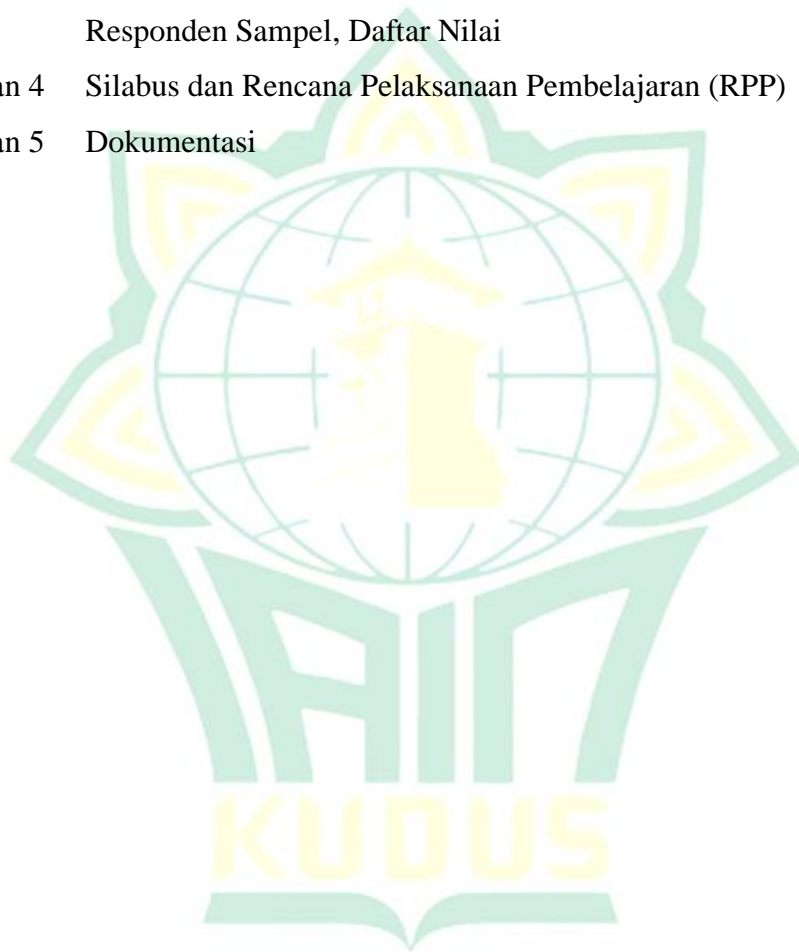 Responden Sampel, Daftar Nilai
an 4 Silabus dan Rencana Pelaksanaan Pembelajaran (RPP)
an 5 Dokumentasi
IAIN
KUDUS